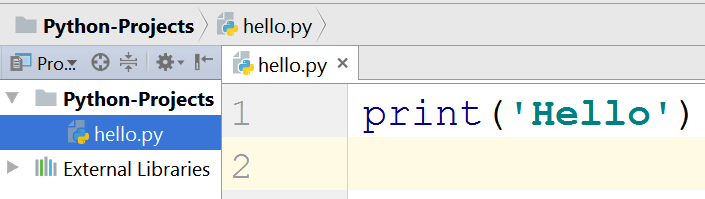 Python-Projects hello.py
Pro... hello.py
Python-Projects
hello.py
External Libraries
1 print('Hello')
2